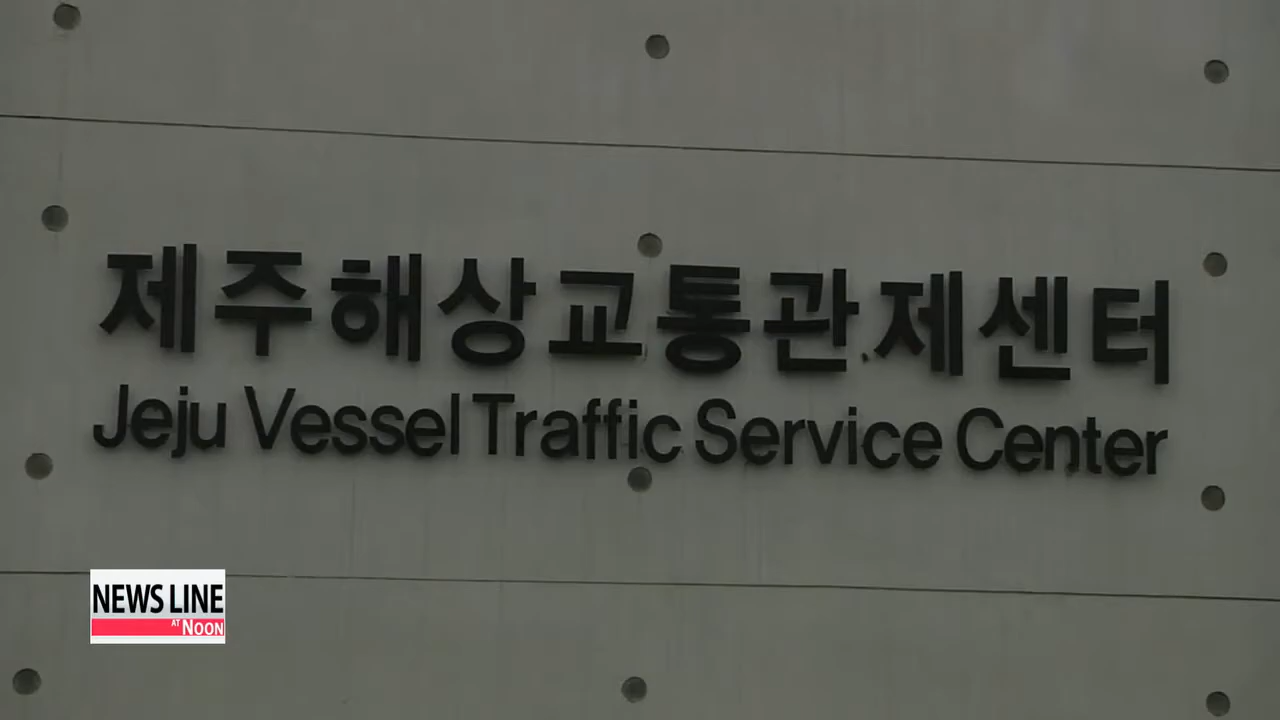 제주해상교통관제센터
Jeju Vessel Traffic Service Center
NEWS LINE
AT NOON